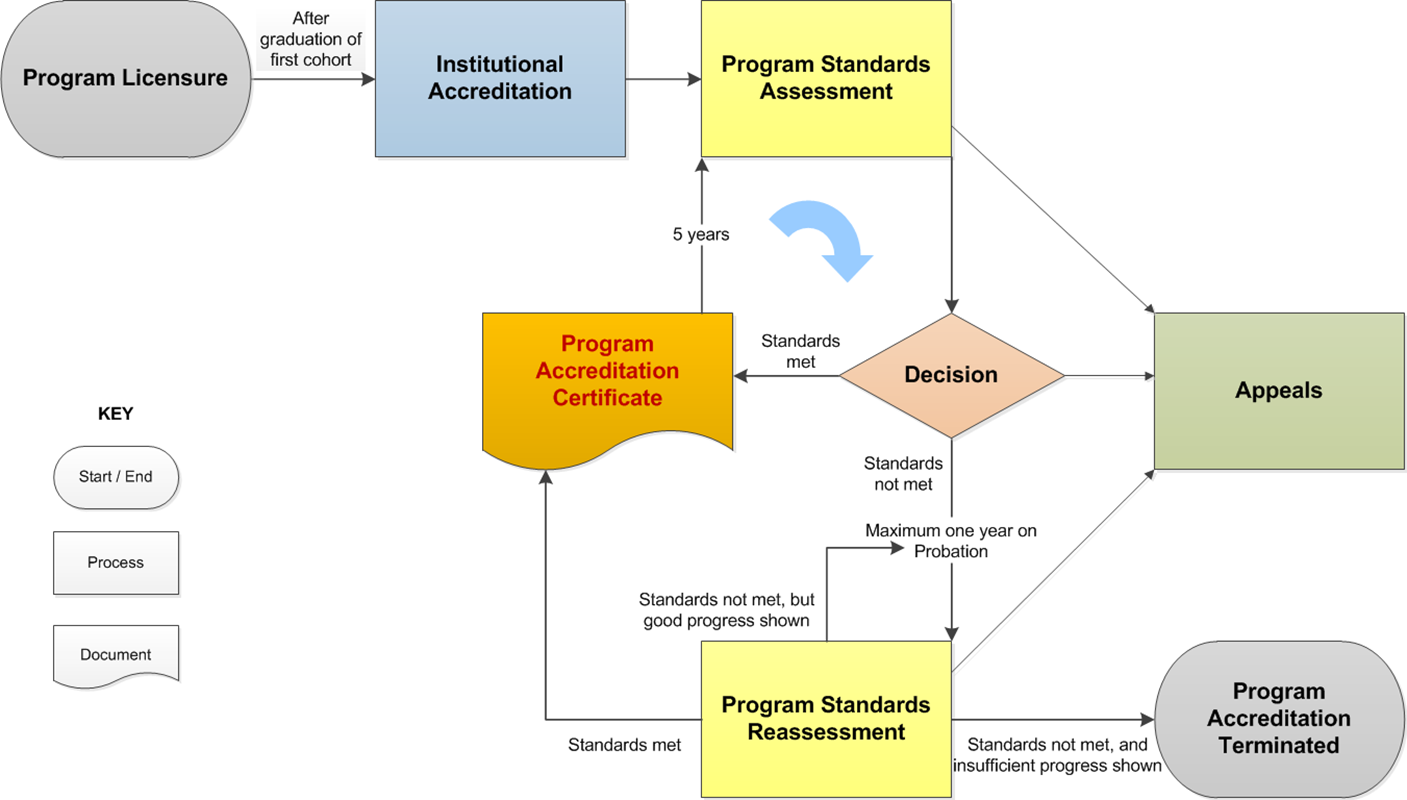 After
graduation of
first cohort
Program Licensure
Institutional
Accreditation
Program Standards
Assessment
5 years
Program
Accreditation
Certificate
Standards
met
Decision
Appeals
KEY
Start / End
Process
Document
Standards
not met
Maximum one year on
Probation
Standards not met, but
good progress shown
Program Standards
Reassessment
Standards met
Standards not met, and
insufficient progress shown
Program
Accreditation
Terminated